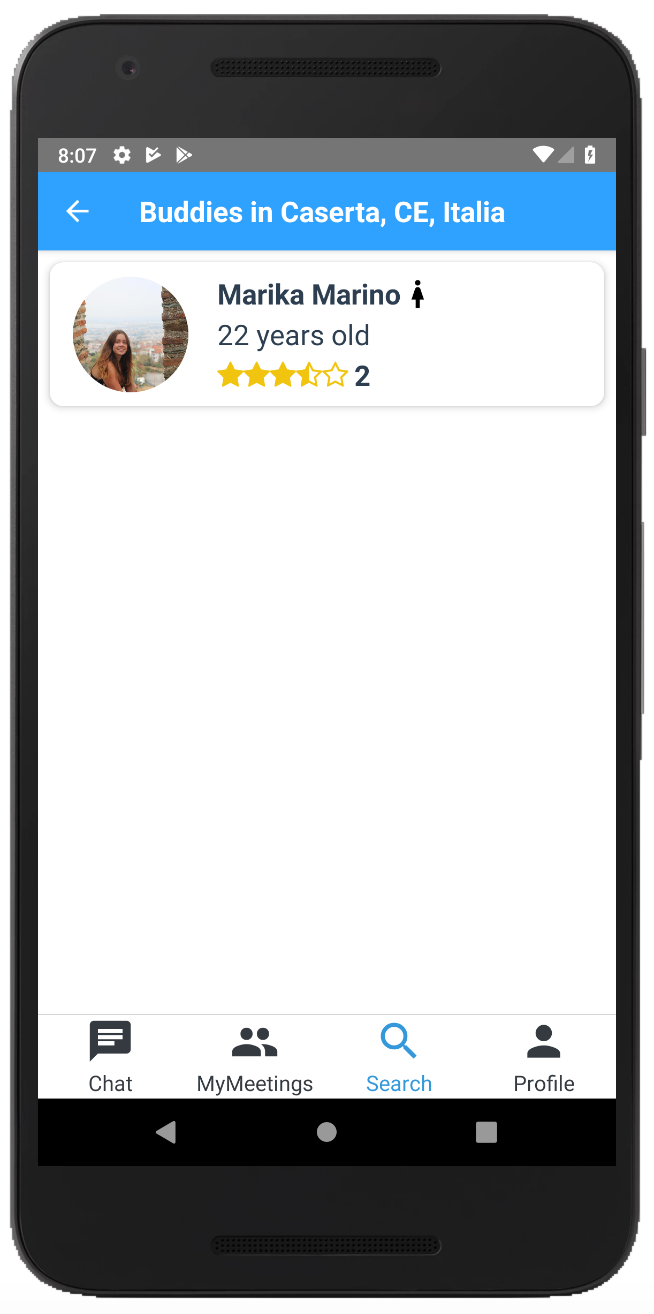 8:07
Buddies in Caserta, CE, Italia
Marika Marino
22 years old
2
Chat MyMeetings Search Profile